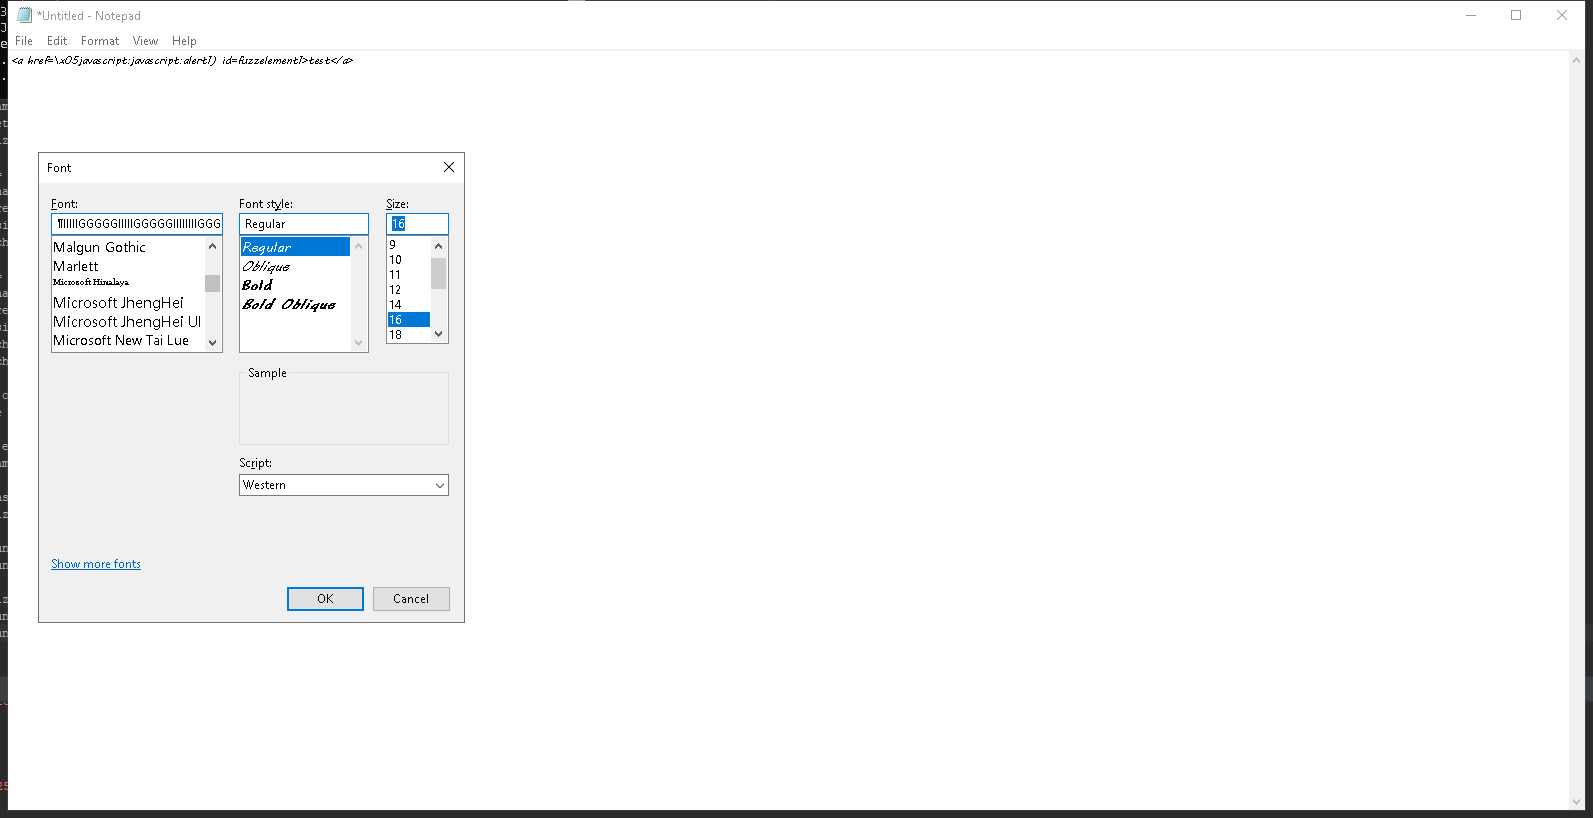 *Untitled - Notepad
File Edit Format View Help
<a href=\x05javascript:javascript:alert1) id=fuzzelement1>test</a>
Font
Font:
Font style:
Size:
Regular
16
Malgun Gothic
Marlett
Microsoft Himalaya
Microsoft JhengHei
Microsoft JhengHei UI
Microsoft New Tai Lue
Regular
Oblique
Bold
Bold Oblique
9
10
11
12
14
16
18
Sample
Script:
Western
Show more fonts
OK
Cancel